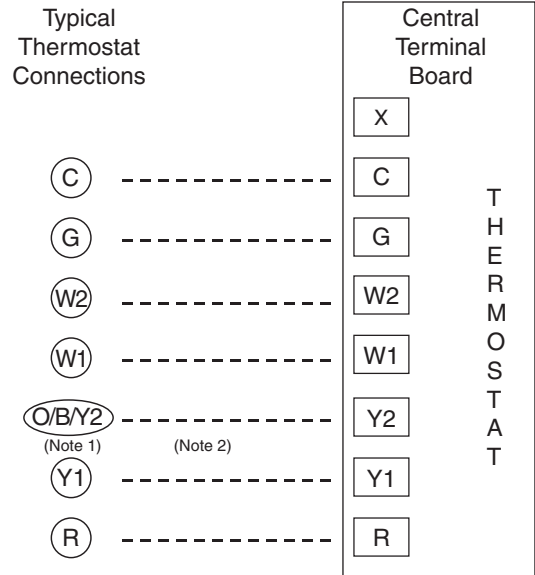 Typical
Thermostat
Connections
Central
Terminal
Board
X
C C
G G
W2 W2
W1 W1
O/B/Y2 Y2
(Note 1) (Note 2)
Y1 Y1
R R
THERMOSTAT